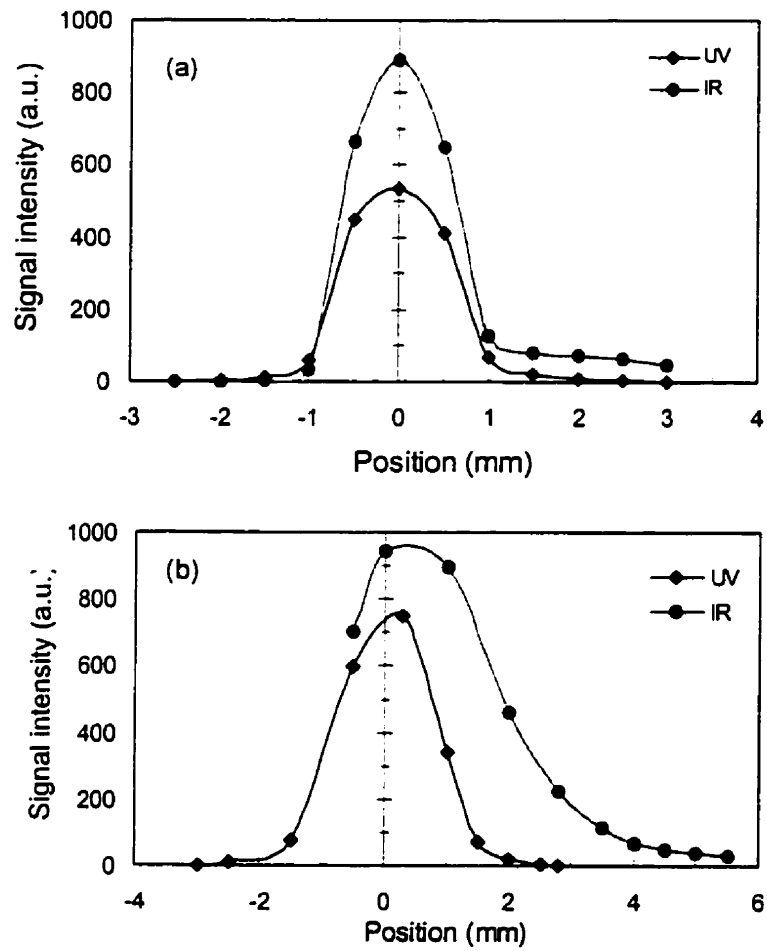 1000
800
600
400
200
0
Signal intensity (a.u.)
(a)
UV
IR
-3 -2 -1 0 1 2 3 4
Position (mm)
1000
800
600
400
200
0
Signal intensity (a.u.)
(b)
UV
IR
-4 -2 0 2 4 6
Position (mm)